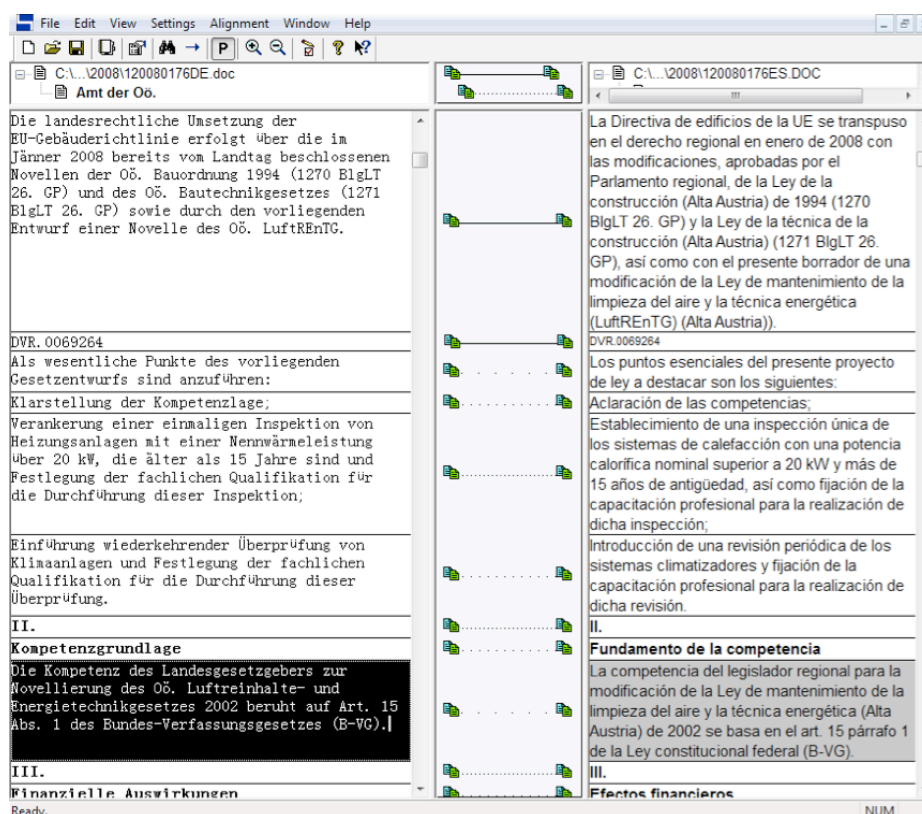 File Edit View Settings Alignment Window Help
P
C:\...\2008\120080176DE.doc
Amt der Oö.
C:\...\2008\120080176ES.DOC
Die landesrechtliche Umsetzung der
EU-Gebäuderichtlinie erfolgt über die im
Jänner 2008 bereits vom Landtag beschlossenen
Novellen der Oö. Bauordnung 1994 (1270 BlgLT
26. GP) und des Oö. Bautechnikgesetzes (1271
BlgLT 26. GP) sowie durch den vorliegenden
Entwurf einer Novelle des Oö. LuftREnTG.
La Directiva de edificios de la UE se transpuso
en el derecho regional en enero de 2008 con
las modificaciones, aprobadas por el
Parlamento regional, de la Ley de la
construcción (Alta Austria) de 1994 (1270
BlgLT 26. GP) y la Ley de la técnica de la
construcción (Alta Austria) (1271 BlgLT 26.
GP), así como con el presente borrador de una
modificación de la Ley de mantenimiento de la
limpieza del aire y la técnica energética
(LuftREnTG) (Alta Austria)).
DVR.0069264
DVR.0069264
Als wesentliche Punkte des vorliegenden
Gesetzentwurfs sind anzuführen:
Los puntos esenciales del presente proyecto
de ley a destacar son los siguientes:
Klarstellung der Kompetenzlage;
Aclaración de las competencias;
Verankerung einer einmaligen Inspektion von
Heizungsanlagen mit einer Nennwärmeleistung
über 20 kW, die älter als 15 Jahre sind und
Festlegung der fachlichen Qualifikation für
die Durchführung dieser Inspektion;
Establecimiento de una inspección única de
los sistemas de calefacción con una potencia
calorífica nominal superior a 20 kW y más de
15 años de antigüedad, así como fijación de la
capacitación profesional para la realización de
dicha inspección;
Einführung wiederkehrender Überprüfung von
Klimaanlagen und Festlegung der fachlichen
Qualifikation für die Durchführung dieser
Überprüfung.
Introducción de una revisión periódica de los
sistemas climatizadores y fijación de la
capacitación profesional para la realización de
dicha revisión.
II.
II.
Kompetenzgrundlage
Fundamento de la competencia
Die Kompetenz des Landesgesetzgebers zur
Novellierung des Oö. Luftreinhalte- und
Energietechnikgesetzes 2002 beruht auf Art. 15
Abs. 1 des Bundes-Verfassungsgesetzes (B-VG).
La competencia del legislador regional para la
modificación de la Ley de mantenimiento de la
limpieza del aire y la técnica energética (Alta
Austria) de 2002 se basa en el art. 15 párrafo 1
de la Ley constitucional federal (B-VG).
III.
III.
Finanzielle Auswirkungen
Efectos financieros
Ready.
NUM